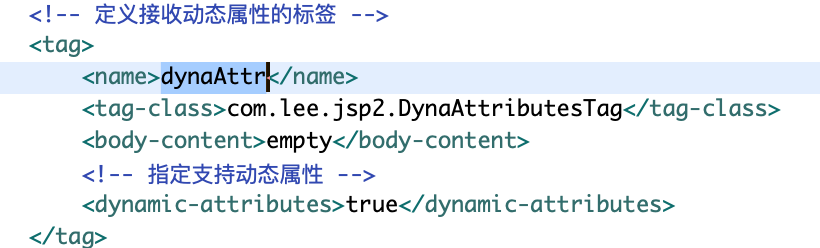 <!-- 定义接收动态属性的标签 -->
<tag>
<name>dynaAttr</name>
<tag-class>com.lee.jsp2.DynaAttributesTag</tag-class>
<body-content>empty</body-content>
<!-- 指定支持动态属性 -->
<dynamic-attributes>true</dynamic-attributes>
</tag>